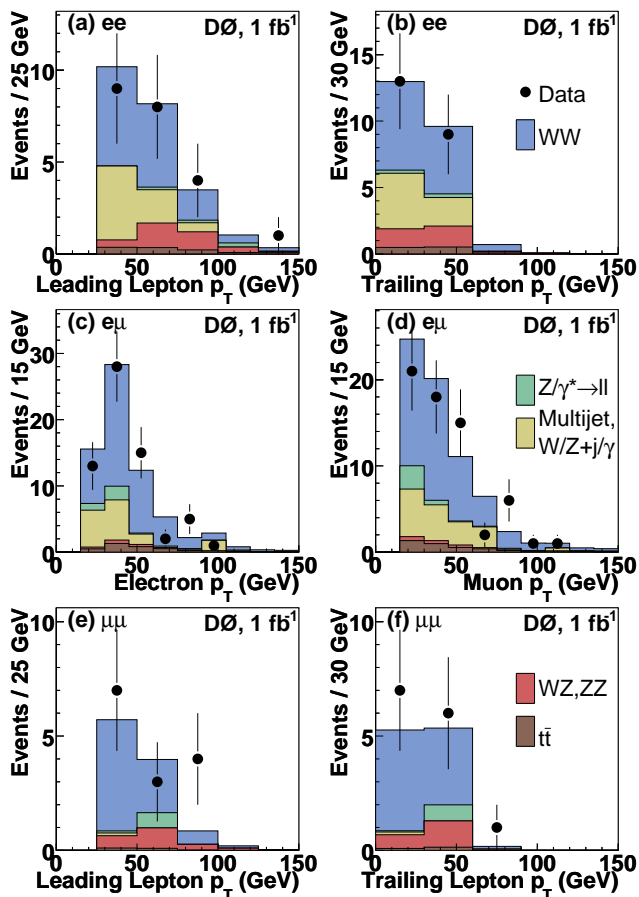 (a) ee
DØ, 1 fb⁻¹
Events / 25 GeV
10
5
0
0 50 100 150
Leading Lepton p_T (GeV)
(b) ee
DØ, 1 fb⁻¹
Data
WW
Events / 30 GeV
15
10
5
0
0 50 100 150
Trailing Lepton p_T (GeV)
(c) eμ
DØ, 1 fb⁻¹
Events / 15 GeV
30
20
10
0
0 50 100 150
Electron p_T (GeV)
(d) eμ
DØ, 1 fb⁻¹
Z/γ*→ll
Multijet,
W/Z+j/γ
Events / 15 GeV
20
10
0
0 50 100 150
Muon p_T (GeV)
(e) μμ
DØ, 1 fb⁻¹
Events / 25 GeV
10
5
0
0 50 100 150
Leading Lepton p_T (GeV)
(f) μμ
DØ, 1 fb⁻¹
WZ,ZZ
tt̄
Events / 30 GeV
10
5
0
0 50 100 150
Trailing Lepton p_T (GeV)